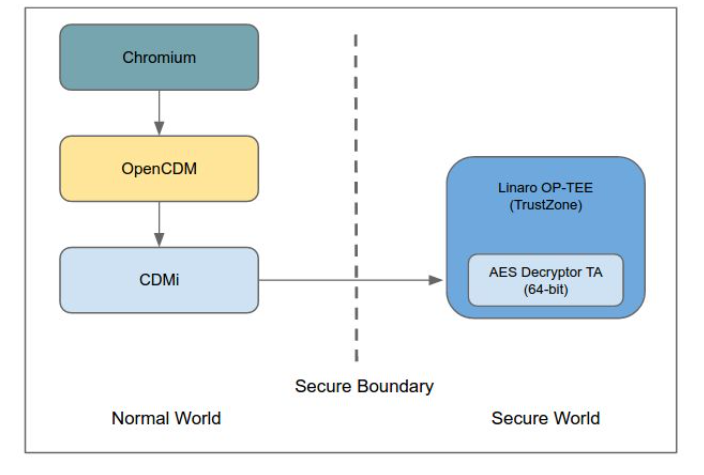 Chromium
OpenCDM
Linaro OP-TEE
(TrustZone)
CDMi
AES Decryptor TA
(64-bit)
Secure Boundary
Normal World
Secure World